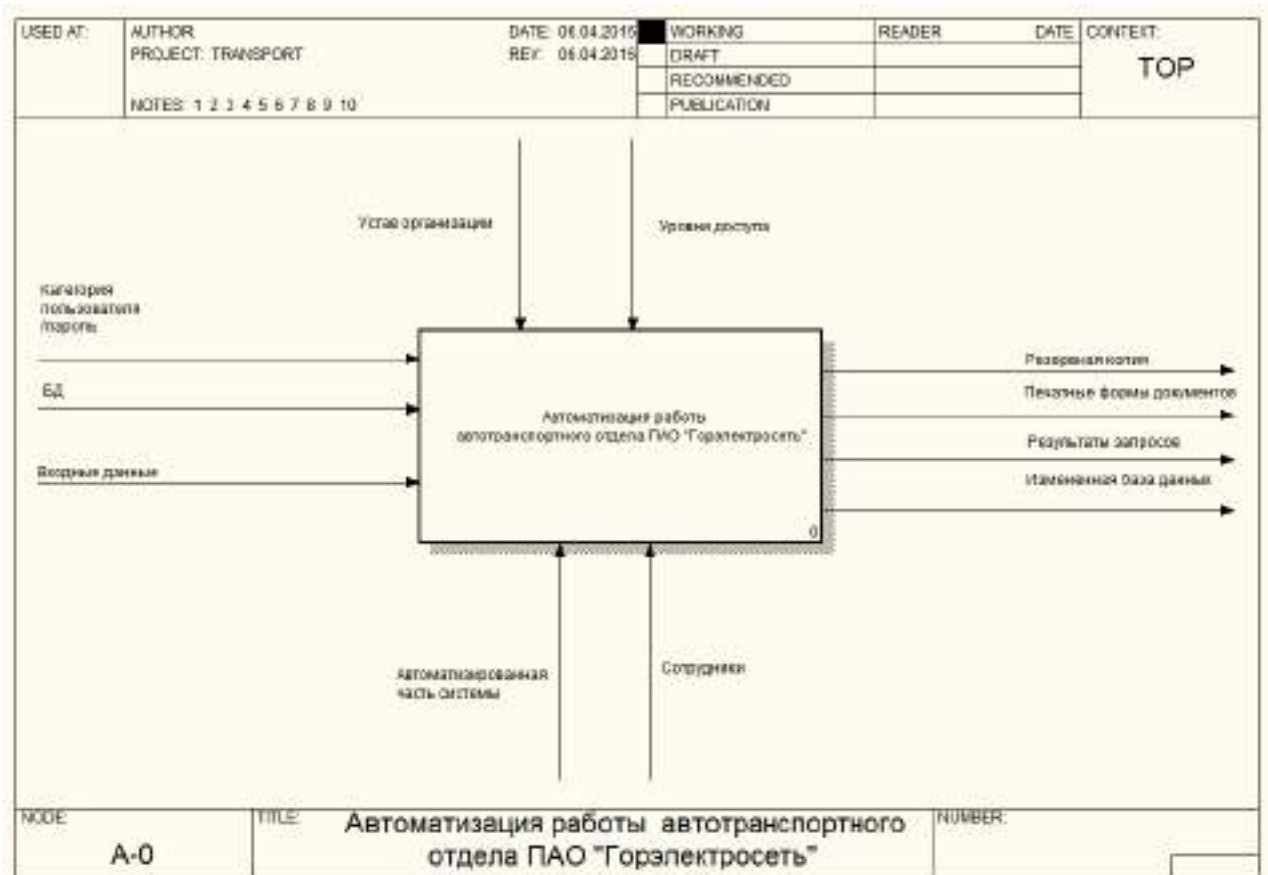 USED AT:
AUTHOR:
DATE: 06.04.2015
WORKING
READER
DATE
CONTEXT:
PROJECT: TRANSPORT
REV: 06.04.2015
DRAFT
TOP
RECOMMENDED
NOTES: 1 2 3 4 5 6 7 8 9 10
PUBLICATION
Устав организации
Уровни доступа
Категория
пользователя
/пароль
БД
Входные данные
Автоматизация работы
автотранспортного отдела ПАО "Горэлектросеть"
0
Резервная копия
Печатные формы документов
Результаты запросов
Измененная база данных
Автоматизированная
часть системы
Сотрудники
NODE:
A-0
TITLE:
Автоматизация работы автотранспортного
отдела ПАО "Горэлектросеть"
NUMBER: